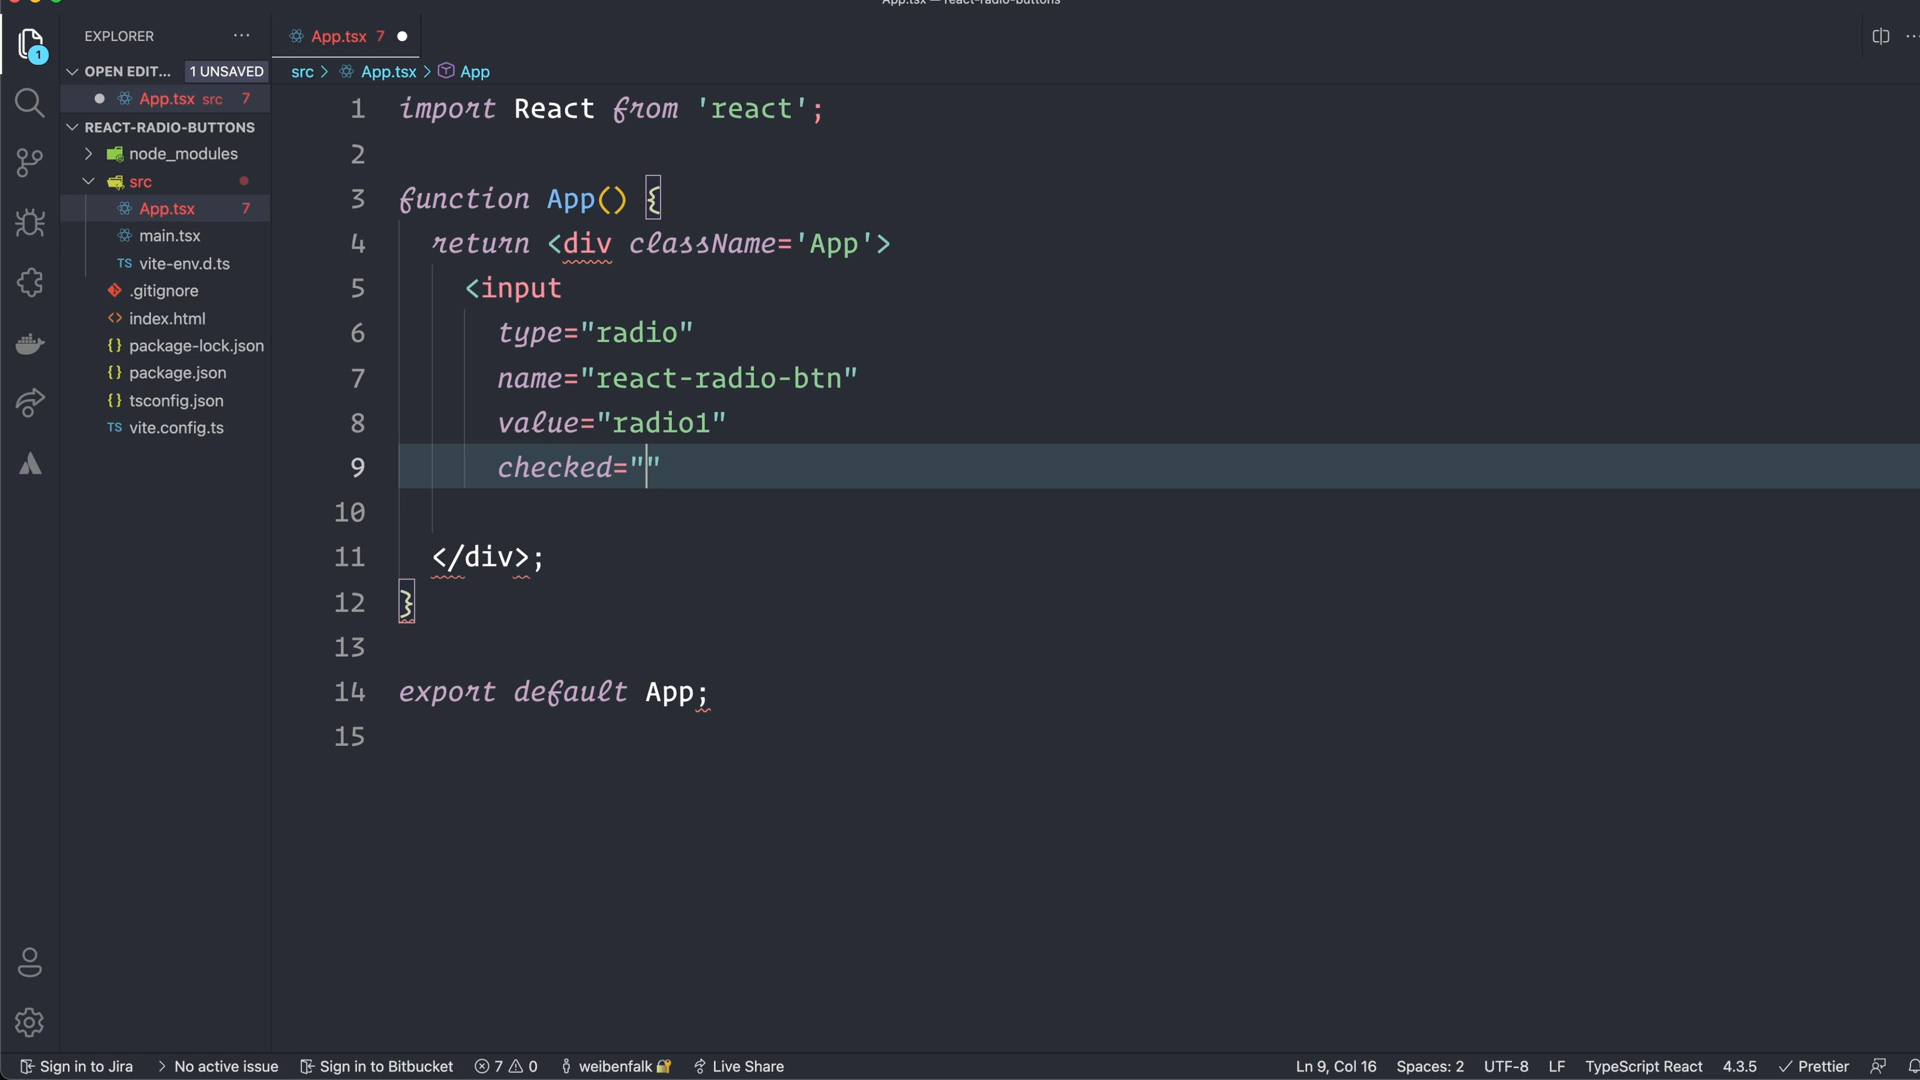 App.tsx — react-radio-buttons
EXPLORER
App.tsx 7
1
OPEN EDIT... 1 UNSAVED
src > App.tsx > App
App.tsx src 7
REACT-RADIO-BUTTONS
node_modules
src
App.tsx 7
main.tsx
TS vite-env.d.ts
.gitignore
<> index.html
{} package-lock.json
{} package.json
{} tsconfig.json
TS vite.config.ts
1 import React from 'react';
2
3 function App() {
4 return <div className='App'>
5 <input
6 type="radio"
7 name="react-radio-btn"
8 value="radio1"
9 checked=""
10
11 </div>;
12 }
13
14 export default App;
15
Sign in to Jira > No active issue Sign in to Bitbucket 7 0 weibenfalk Live Share Ln 9, Col 16 Spaces: 2 UTF-8 LF TypeScript React 4.3.5 Prettier